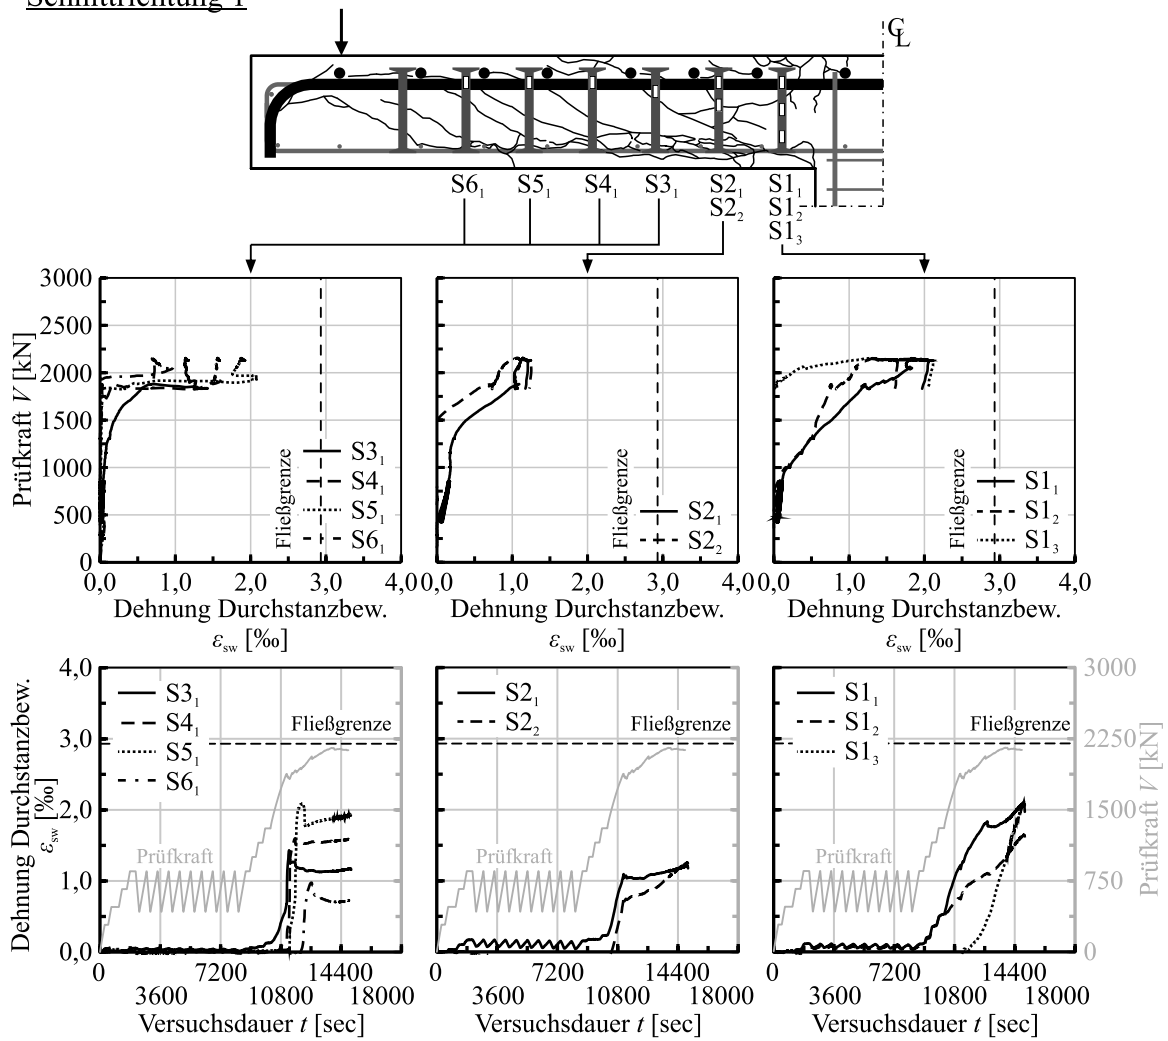 Schnittrichtung 1
CL
S6₁ S5₁ S4₁ S3₁ S2₁ S1₁
S2₂ S1₂
S1₃
Prüfkraft V [kN]
3000
2500
2000
1500
1000
500
0
Fließgrenze
S3₁
S4₁
S5₁
S6₁
Fließgrenze
S2₁
S2₂
Fließgrenze
S1₁
S1₂
S1₃
0,0 1,0 2,0 3,0 4,0 0,0 1,0 2,0 3,0 4,0 0,0 1,0 2,0 3,0 4,0
Dehnung Durchstanzbew. Dehnung Durchstanzbew. Dehnung Durchstanzbew.
εsw [‰] εsw [‰] εsw [‰]
Dehnung Durchstanzbew.
εsw [‰]
4,0
3,0
2,0
1,0
0,0
S3₁
S4₁
S5₁
S6₁
Fließgrenze
Prüfkraft
S2₁
S2₂
Fließgrenze
Prüfkraft
S1₁
S1₂
S1₃
Fließgrenze
Prüfkraft
3000
2250
1500
750
0
Prüfkraft V [kN]
0 7200 14400 0 7200 14400 0 7200 14400
3600 10800 18000 3600 10800 18000 3600 10800 18000
Versuchsdauer t [sec] Versuchsdauer t [sec] Versuchsdauer t [sec]